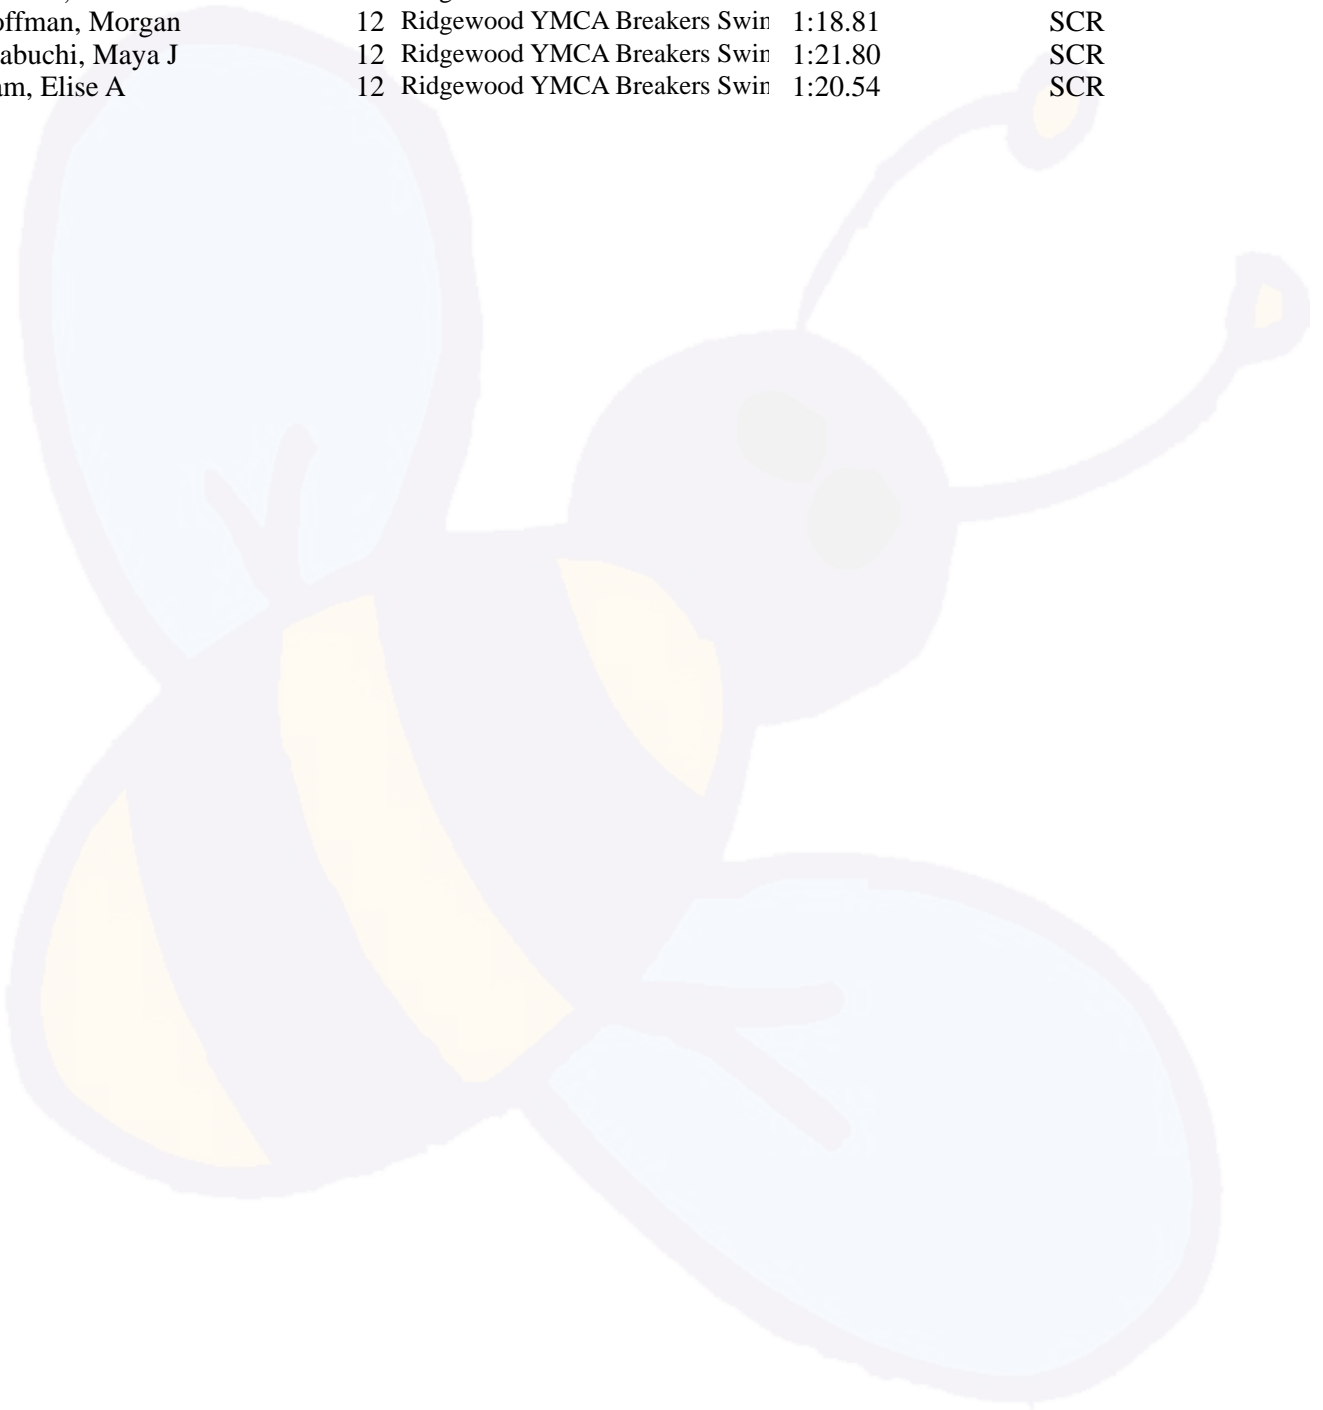 offman, Morgan 12 Ridgewood YMCA Breakers Swin 1:18.81 SCR
abuchi, Maya J 12 Ridgewood YMCA Breakers Swin 1:21.80 SCR
am, Elise A 12 Ridgewood YMCA Breakers Swin 1:20.54 SCR